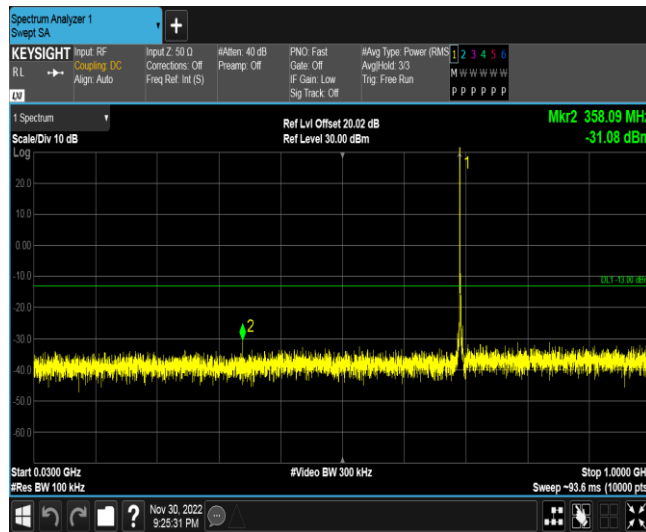 Spectrum Analyzer 1
Swept SA
KEYSIGHT
RL
LXI
Input: RF
Coupling: DC
Align: Auto
Input Z: 50 Ω
Corrections: Off
Freq Ref: Int (S)
#Atten: 40 dB
Preamp: Off
PNO: Fast
Gate: Off
IF Gain: Low
Sig Track: Off
#Avg Type: Power (RMS
Avg|Hold: 3/3
Trig: Free Run
1 2 3 4 5 6
M W W W W W
P P P P P P
1 Spectrum
Scale/Div 10 dB
Ref Lvl Offset 20.02 dB
Ref Level 30.00 dBm
Mkr2 358.09 MHz
-31.08 dBm
Log
20.0
10.0
0.00
-10.0
-20.0
-30.0
-40.0
-50.0
-60.0
1
DL1 -13.00 dBm
2
Start 0.0300 GHz
#Res BW 100 kHz
#Video BW 300 kHz
Stop 1.0000 GHz
Sweep ~93.6 ms (10000 pts)
?
Nov 30, 2022
9:25:31 PM